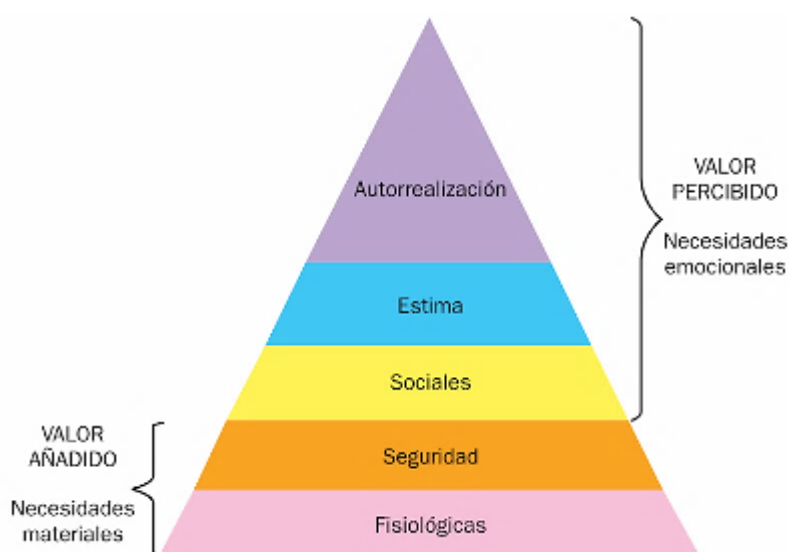 Autorrealización
Estima
Sociales
Seguridad
Fisiológicas
VALOR
PERCIBIDO
Necesidades
emocionales
VALOR
AÑADIDO
Necesidades
materiales